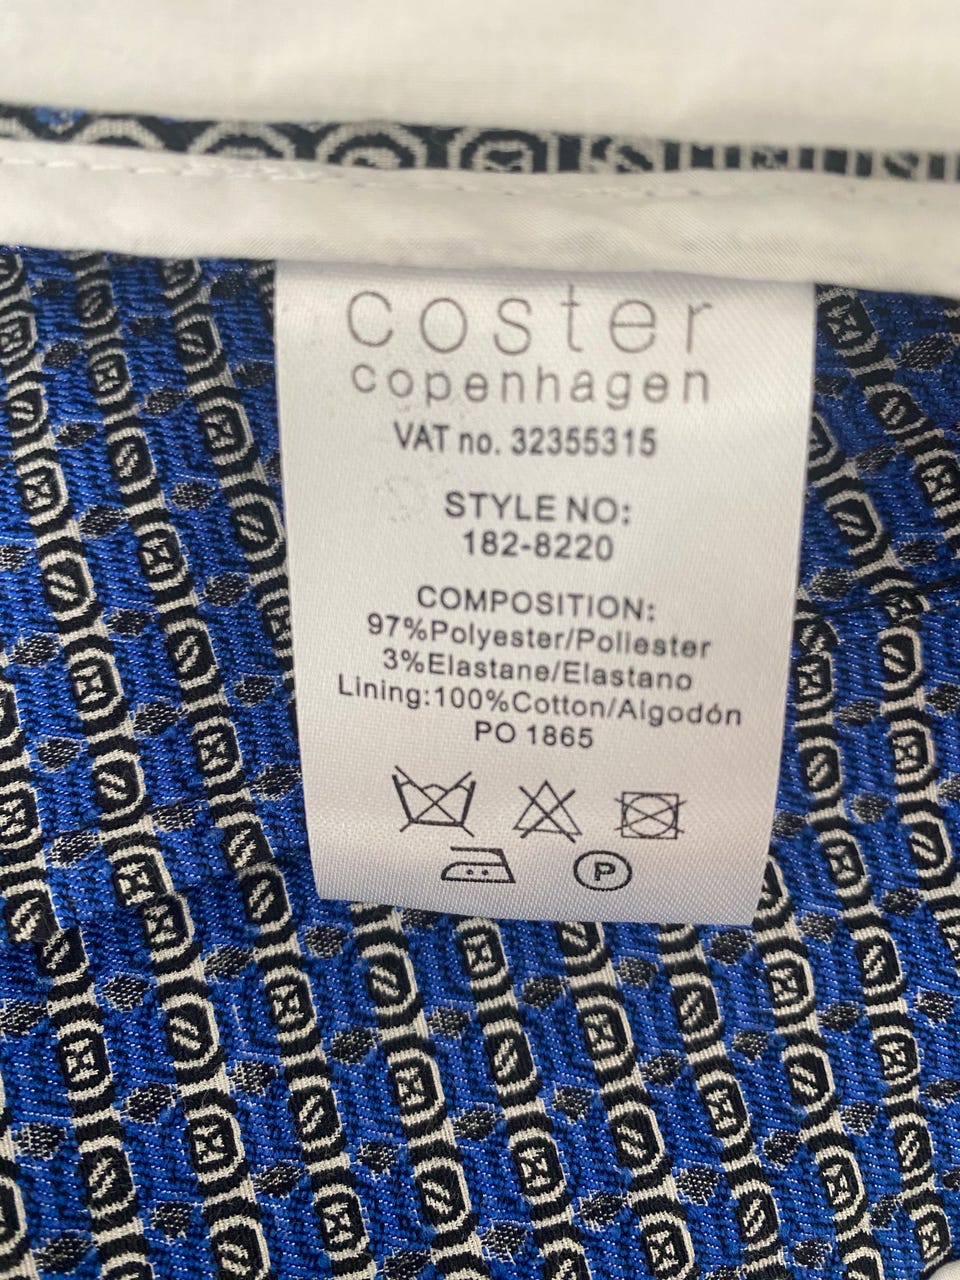 coster
copenhagen
VAT no. 32355315
STYLE NO:
182-8220
COMPOSITION:
97%Polyester/Poliester
3%Elastane/Elastano
Lining:100%Cotton/Algodón
PO 1865
P